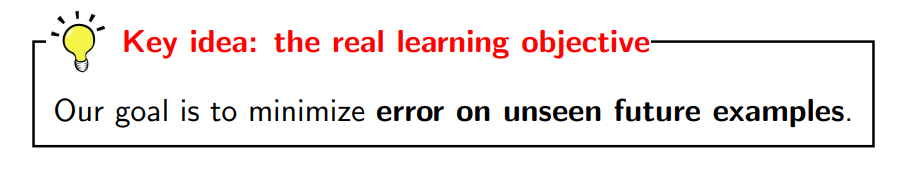 Key idea: the real learning objective
Our goal is to minimize error on unseen future examples.